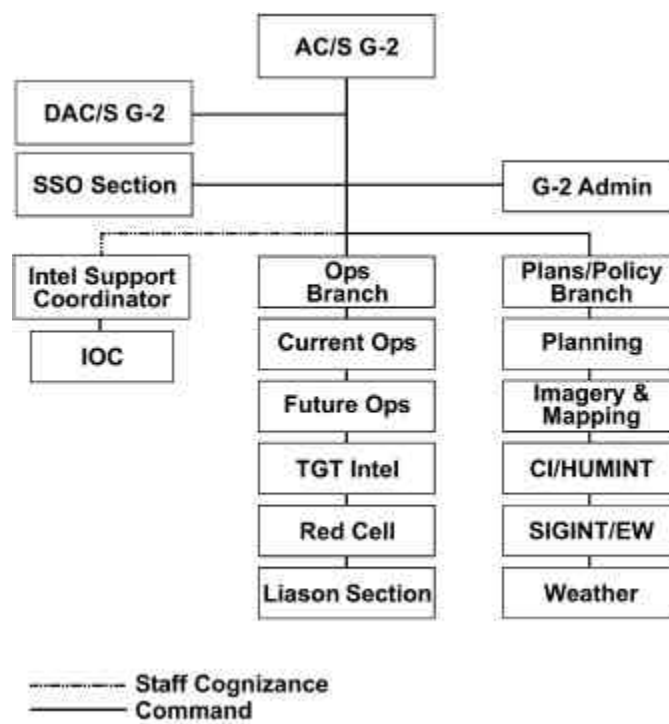 AC/S G-2
DAC/S G-2
SSO Section
G-2 Admin
Intel Support
Coordinator
IOC
Ops
Branch
Current Ops
Future Ops
TGT Intel
Red Cell
Liason Section
Plans/Policy
Branch
Planning
Imagery &
Mapping
CI/HUMINT
SIGINT/EW
Weather
Staff Cognizance
Command